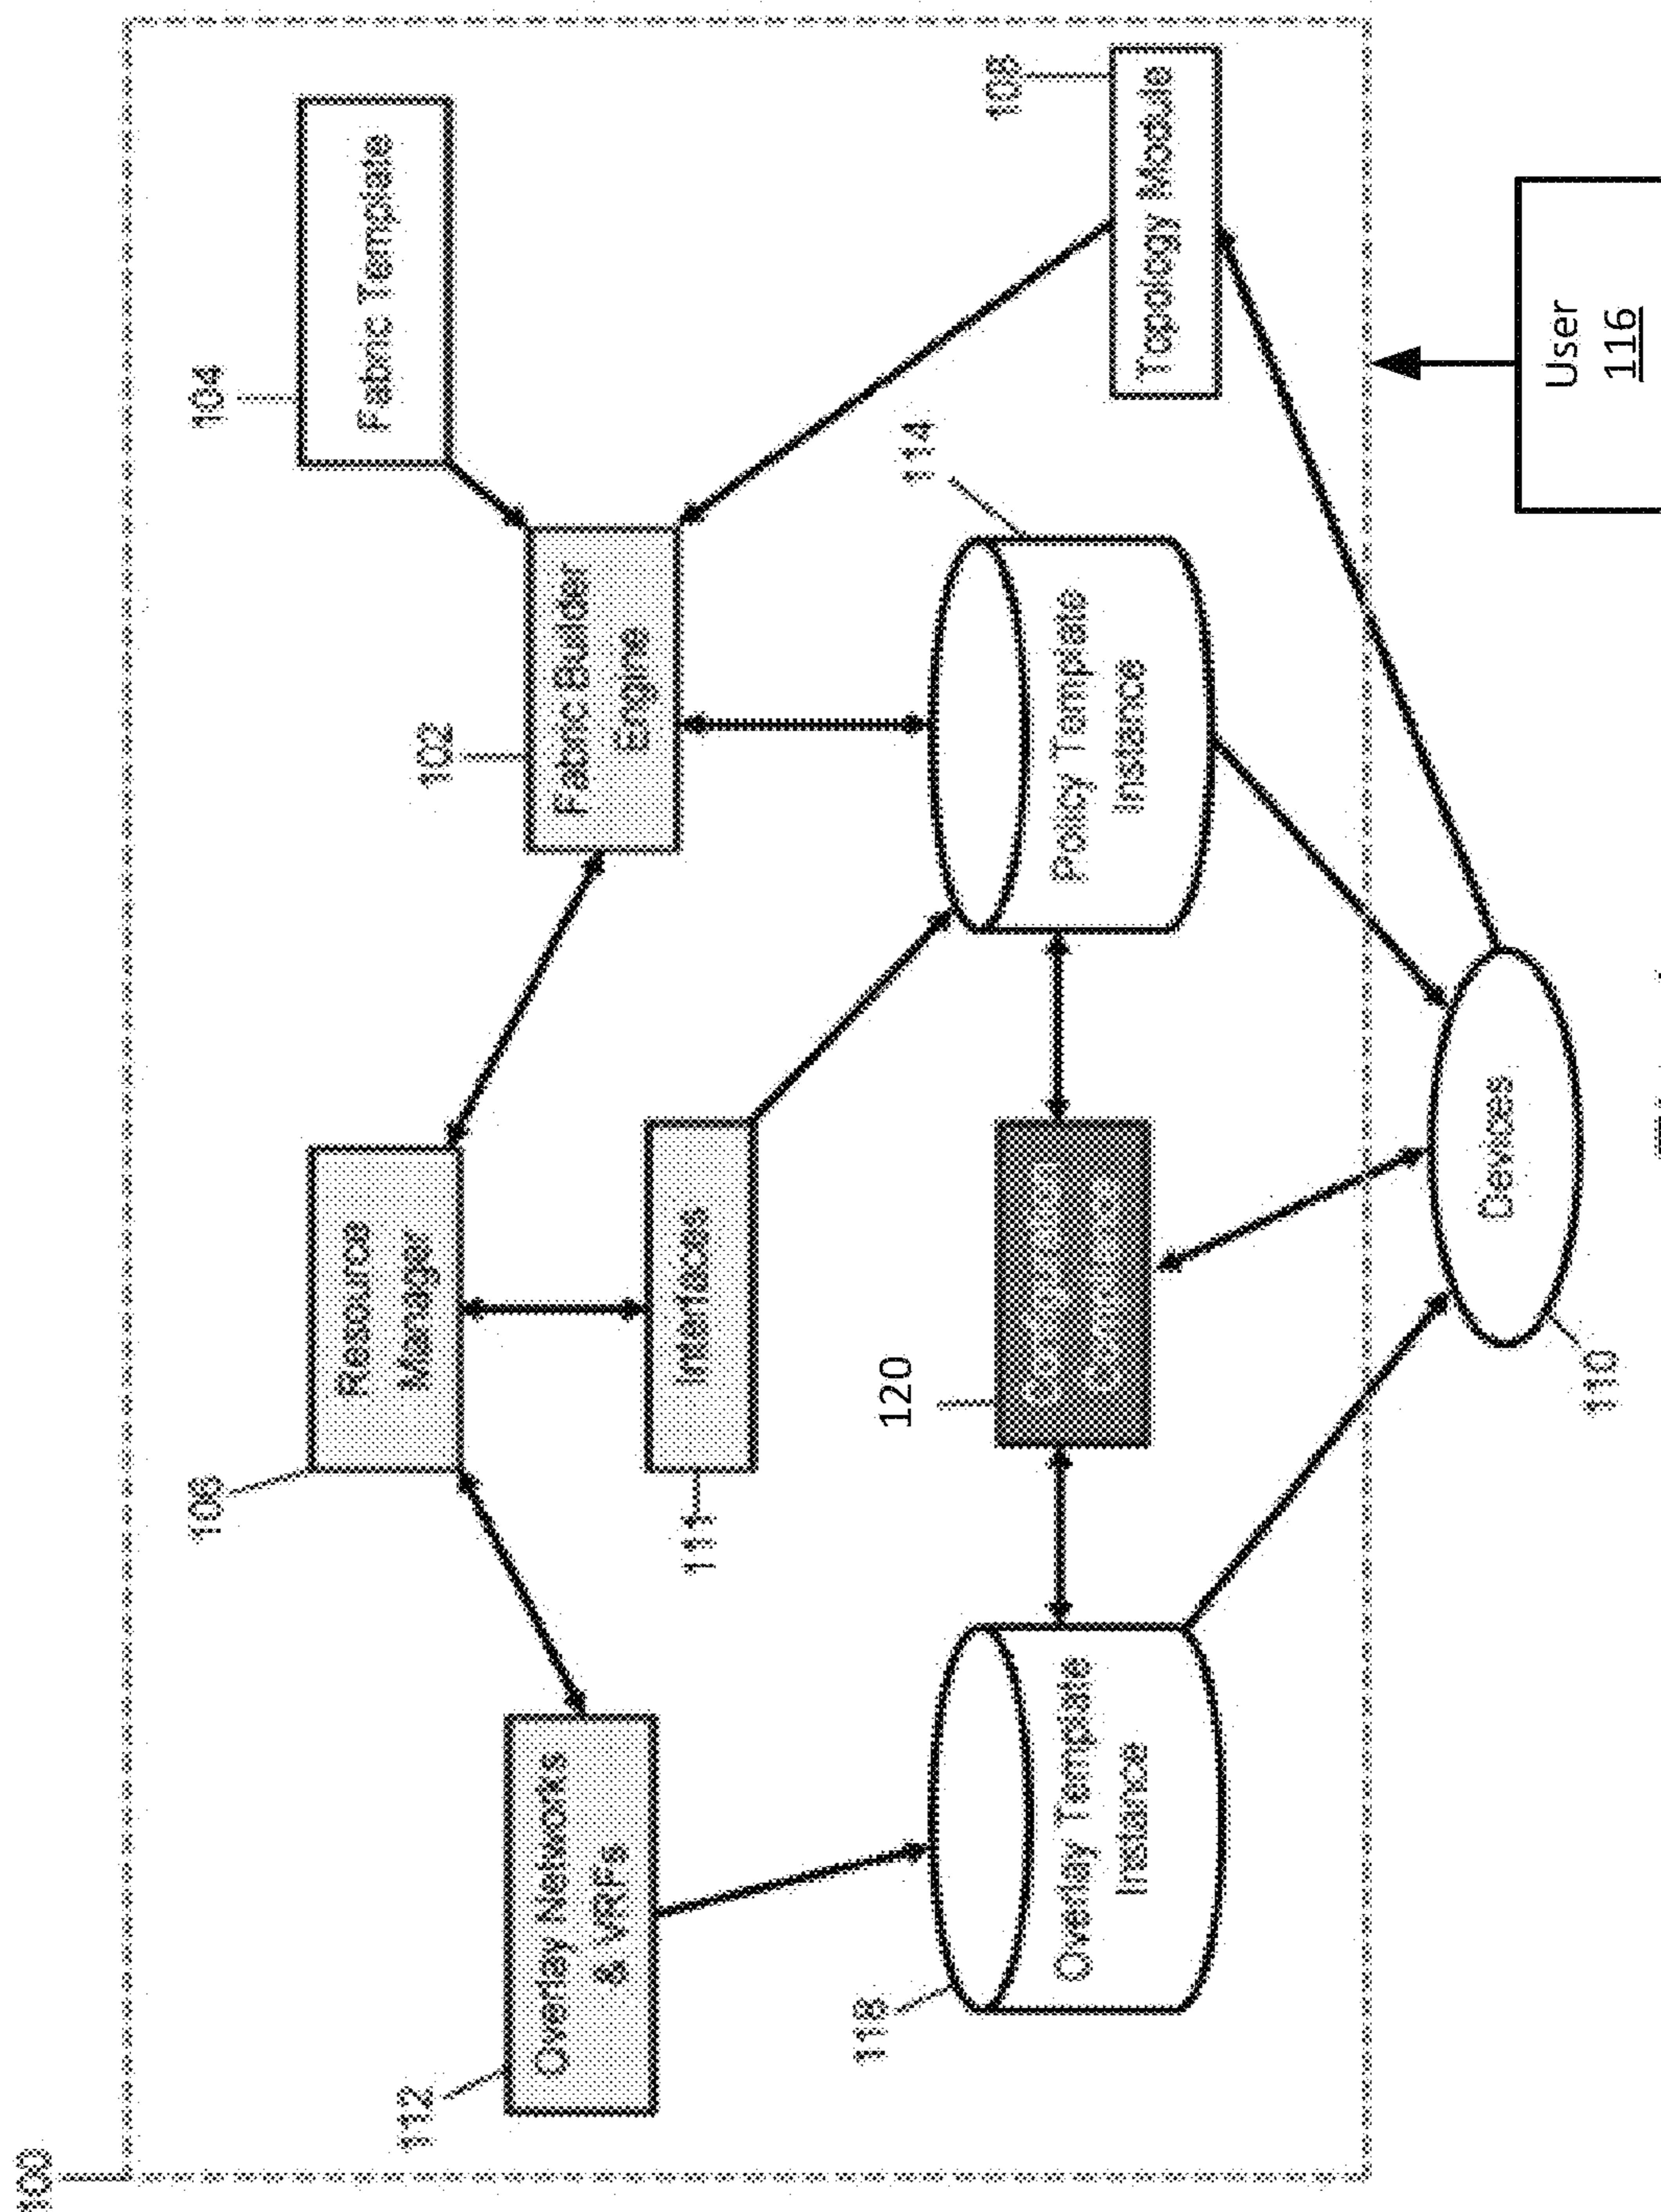 100
104
Fabric Template
106
Resource
Manager
102
Fabric Builder
Engine
112
Overlay Networks
& VRFs
111
Interfaces
108
Topology Module
114
Policy Template
Instance
120
118
Overlay Template
Instance
110
Devices
User
116